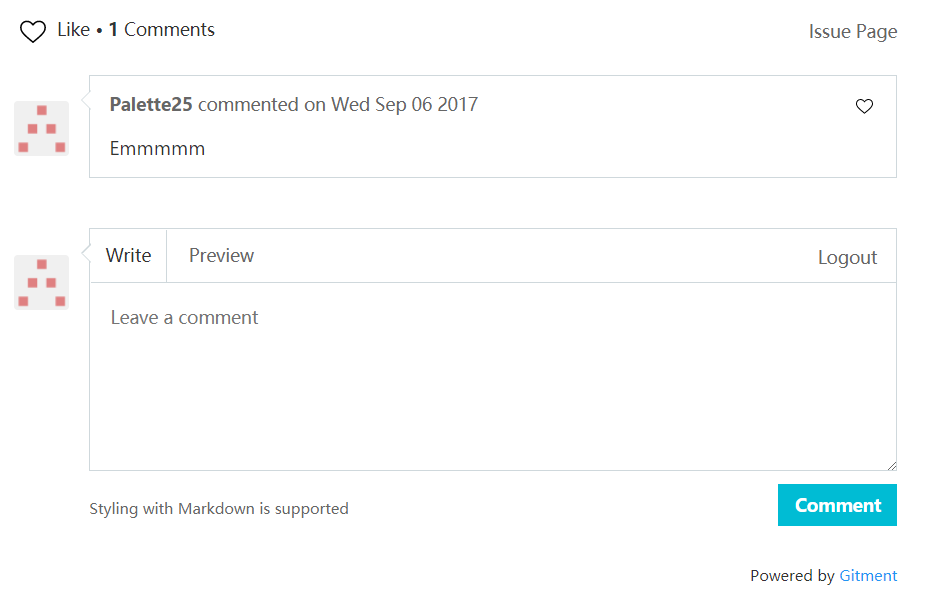 Like • 1 Comments
Issue Page
Palette25 commented on Wed Sep 06 2017
Emmmmm
Write
Preview
Logout
Leave a comment
Styling with Markdown is supported
Comment
Powered by Gitment